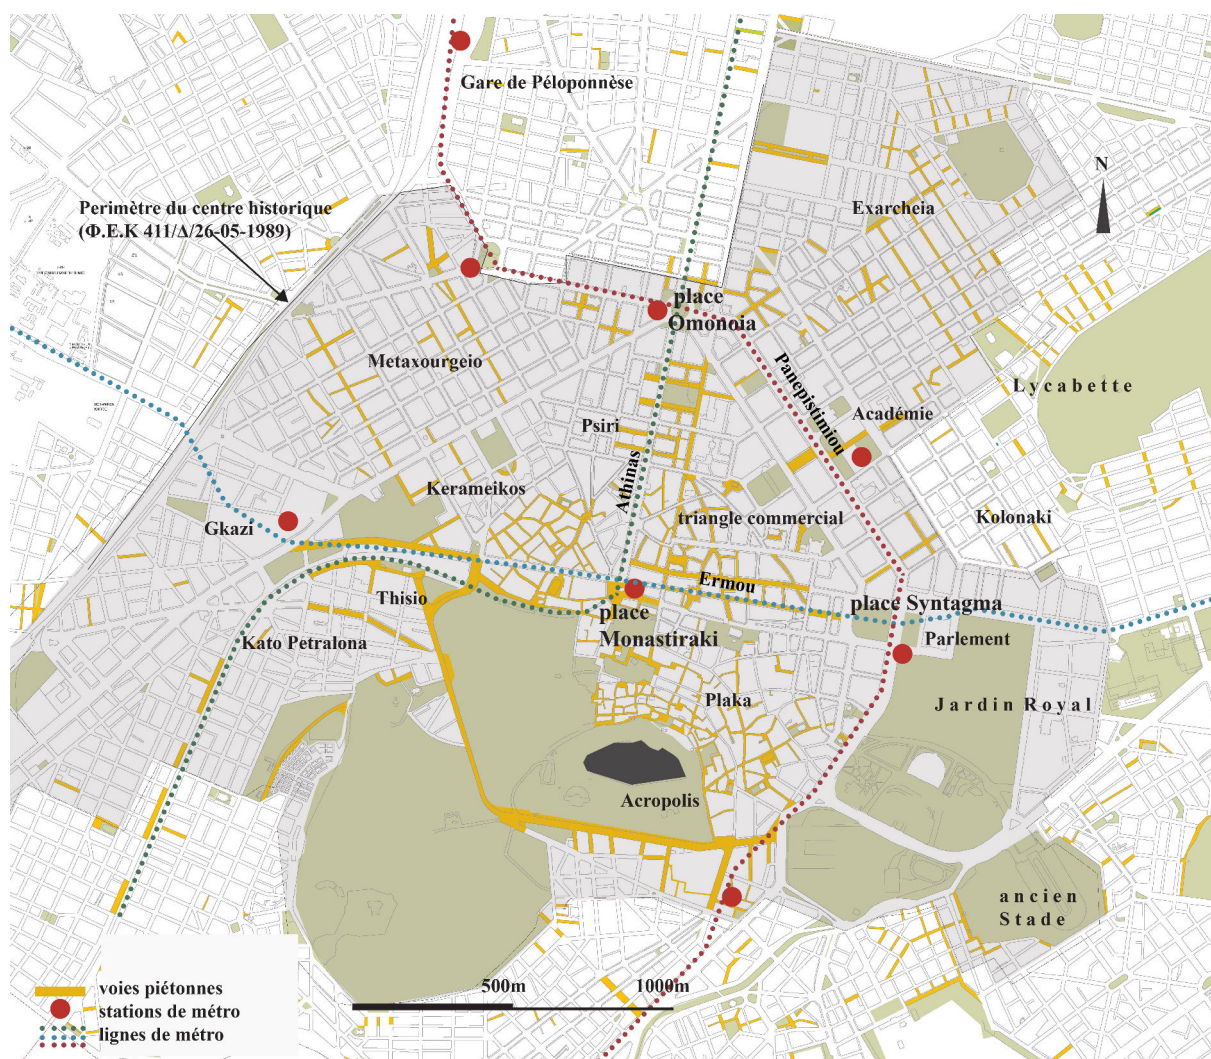 Gare de Péloponnèse
N
Perimètre du centre historique
(Φ.Ε.Κ 411/Δ/26-05-1989)
Exarcheia
place
Omonoia
Metaxourgeio
Lycabette
Panepistimiou
Académie
Psiri
Athinas
Kerameikos
triangle commercial
Kolonaki
Gkazi
Ermou
Thisio
place Syntagma
place
Monastiraki
Kato Petralona
Parlement
Plaka
Jardin Royal
Acropolis
ancien
Stade
500m
1000m
voies piétonnes
stations de métro
lignes de métro